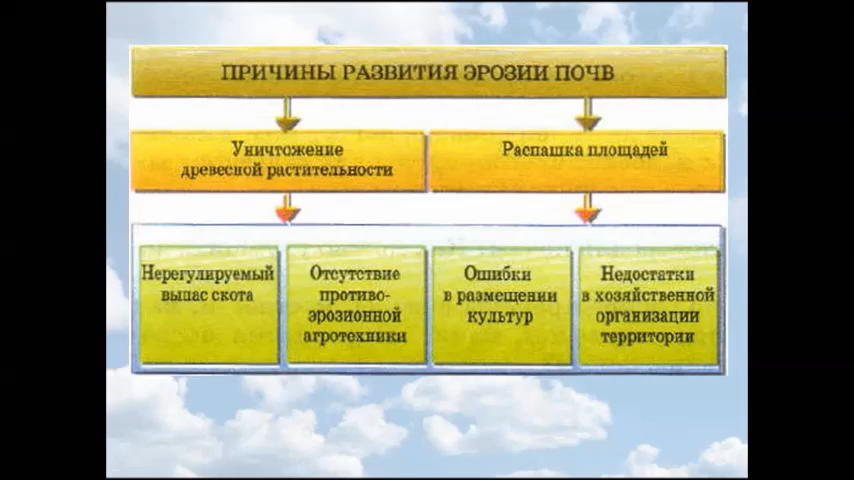 ПРИЧИНЫ РАЗВИТИЯ ЭРОЗИИ ПОЧВ
Уничтожение
древесной растительности
Распашка площадей
Нерегулируемый
выпас скота
Отсутствие
противо-
эрозионной
агротехники
Ошибки
в размещении
культур
Недостатки
в хозяйственной
организации
территории